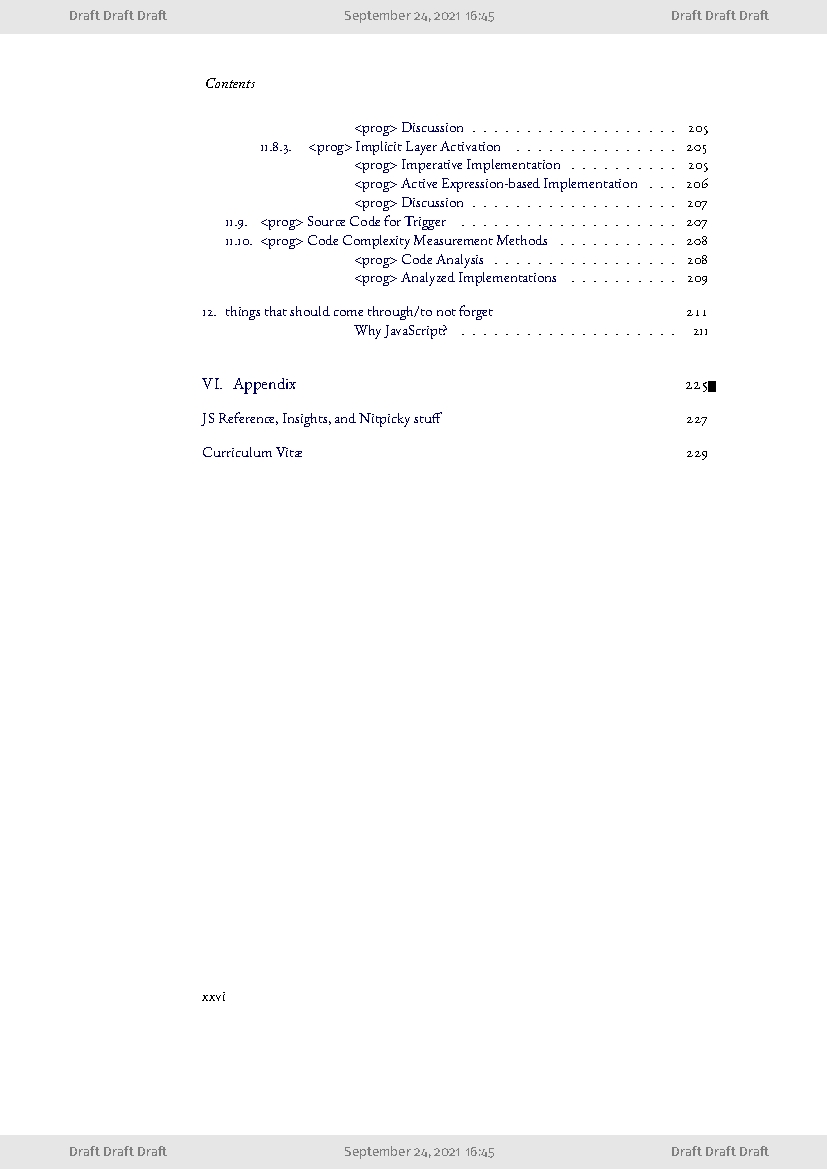 Draft Draft Draft September 24, 2021 16:45 Draft Draft Draft
Contents
<prog> Discussion . . . . . . . . . . . . . . . . . . . 205
11.8.3. <prog> Implicit Layer Activation . . . . . . . . . . . . . . . 205
<prog> Imperative Implementation . . . . . . . . . . 205
<prog> Active Expression-based Implementation . . . 206
<prog> Discussion . . . . . . . . . . . . . . . . . . . 207
11.9. <prog> Source Code for Trigger . . . . . . . . . . . . . . . . . . . . 207
11.10. <prog> Code Complexity Measurement Methods . . . . . . . . . . . 208
<prog> Code Analysis . . . . . . . . . . . . . . . . . 208
<prog> Analyzed Implementations . . . . . . . . . . 209
12. things that should come through/to not forget 211
Why JavaScript? . . . . . . . . . . . . . . . . . . . . 211
VI. Appendix 225
JS Reference, Insights, and Nitpicky stuff 227
Curriculum Vitæ 229
xxvi
Draft Draft Draft September 24, 2021 16:45 Draft Draft Draft